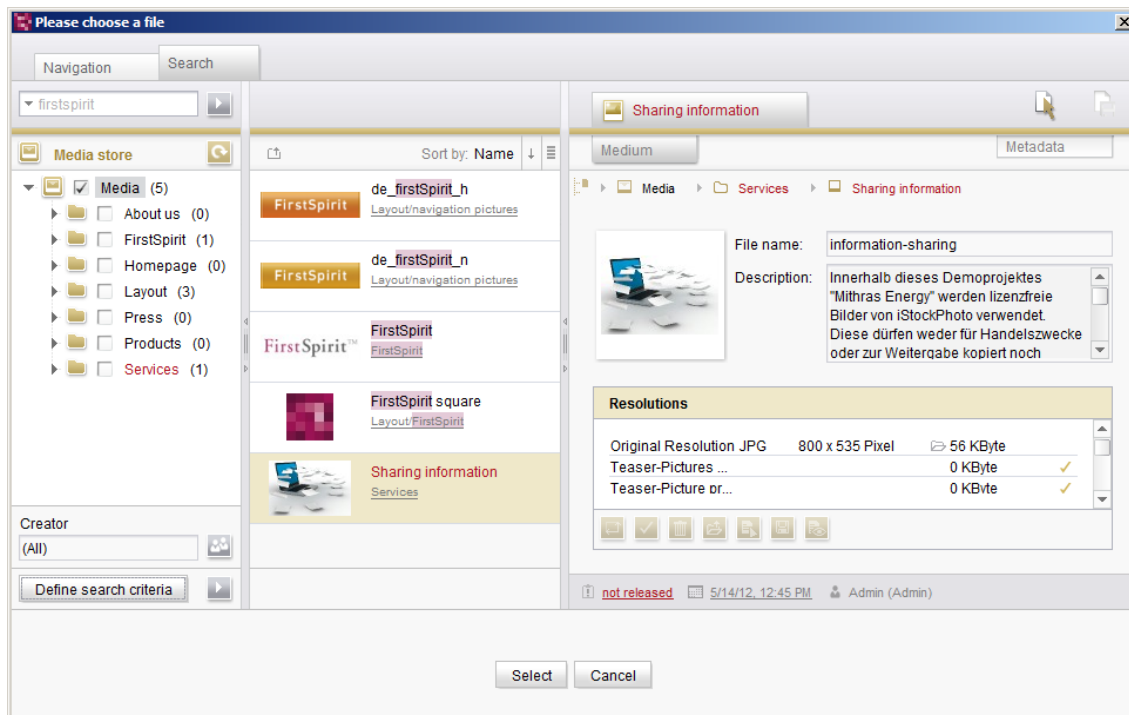 Please choose a file
Navigation
Search
firstspirit
Media store
Media (5)
About us (0)
FirstSpirit (1)
Homepage (0)
Layout (3)
Press (0)
Products (0)
Services (1)
Creator
(All)
Define search criteria
Sort by: Name
FirstSpirit
de_firstSpirit_h
Layout/navigation pictures
FirstSpirit
de_firstSpirit_n
Layout/navigation pictures
FirstSpirit™
FirstSpirit
FirstSpirit
FirstSpirit square
Layout/FirstSpirit
Sharing information
Services
Sharing information
Medium
Metadata
Media Services Sharing information
File name: information-sharing
Description: Innerhalb dieses Demoprojektes
"Mithras Energy" werden lizenzfreie
Bilder von iStockPhoto verwendet.
Diese dürfen weder für Handelszwecke
oder zur Weitergabe kopiert noch
Resolutions
Original Resolution JPG 800 x 535 Pixel 56 KByte
Teaser-Pictures ... 0 KByte
Teaser-Picture pr... 0 KByte
not released 5/14/12, 12:45 PM Admin (Admin)
Select Cancel